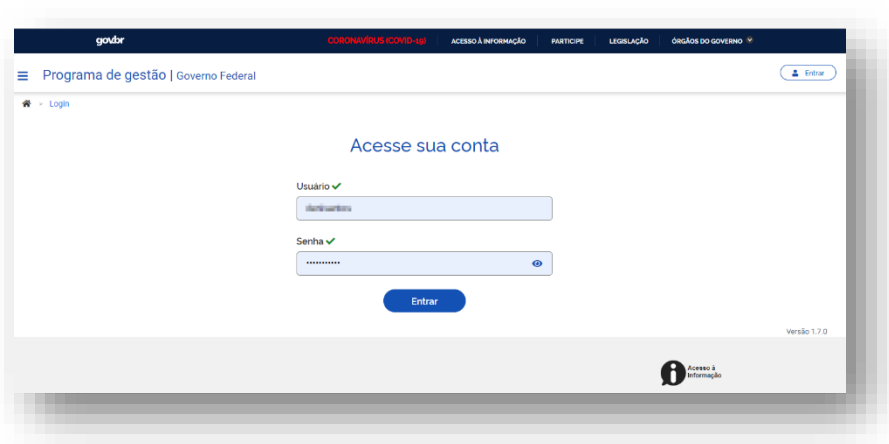 gov.br CORONAVÍRUS (COVID-19) ACESSO À INFORMAÇÃO PARTICIPE LEGISLAÇÃO ÓRGÃOS DO GOVERNO
Programa de gestão | Governo Federal Entrar
Login
Acesse sua conta
Usuário
Senha
•••••••••••
Entrar
Versão 1.7.0
Acesso à
Informação